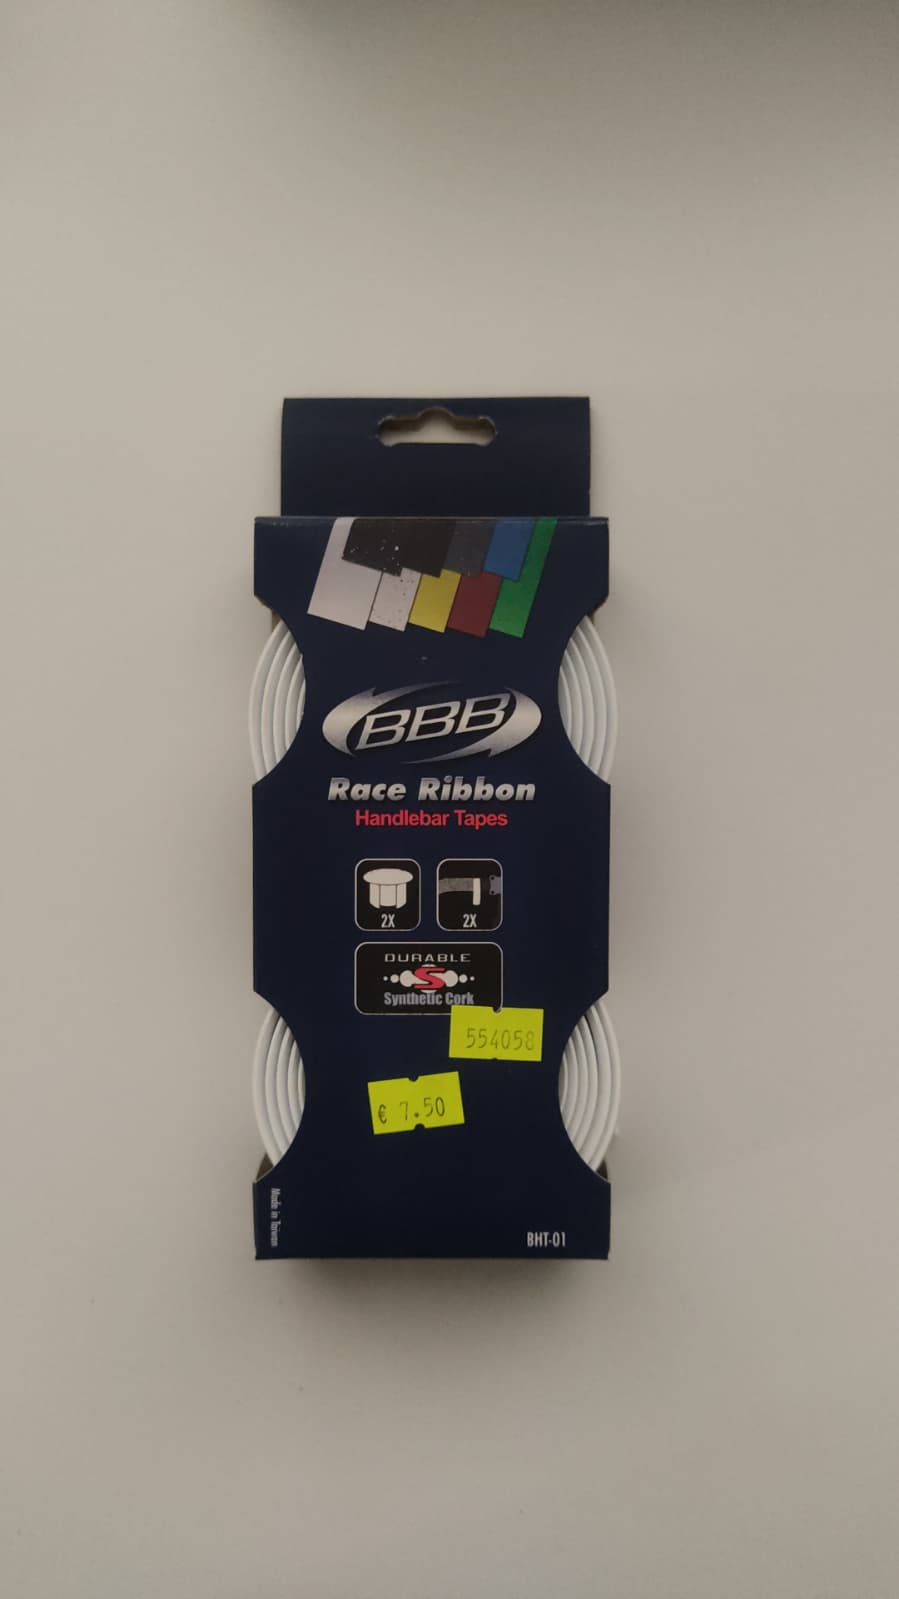 BBB
Race Ribbon
Handlebar Tapes
2X
2X
DURABLE
S
Synthetic Cork
554058
€ 7.50
Made in Taiwan
BHT-01